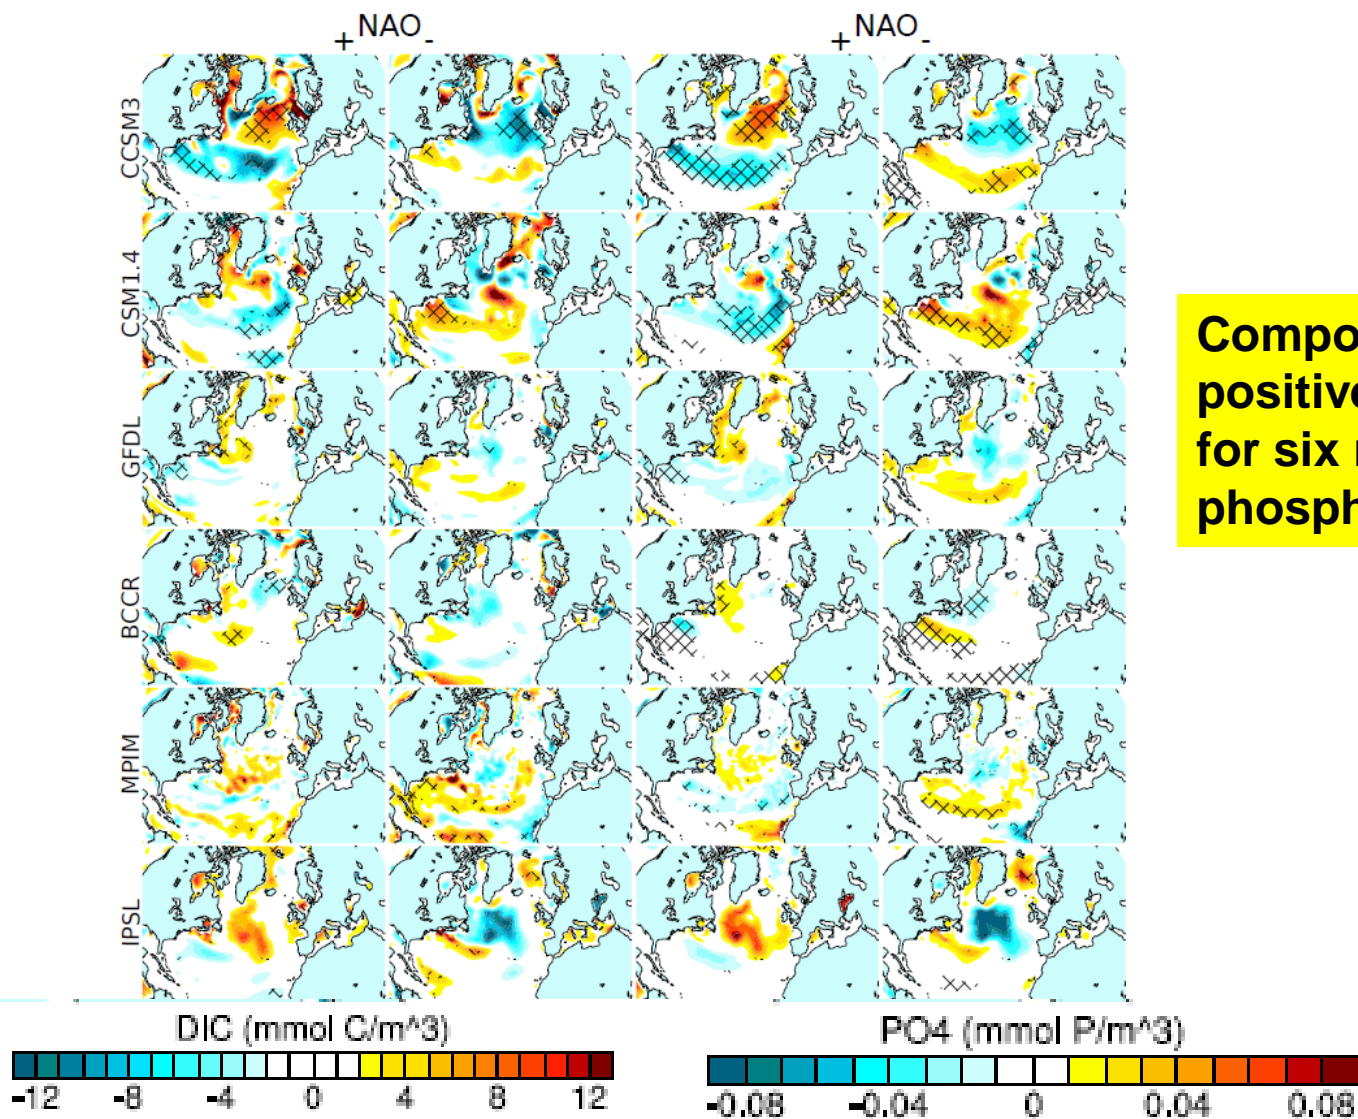 +NAO- +NAO-
CCSM3
CSM1.4
GFDL
BCCR
MPIM
IPSL
Compo
positive
for six
phosph
DIC (mmol C/m^3)
-12 -8 -4 0 4 8 12
PO4 (mmol P/m^3)
-0.08 -0.04 0 0.04 0.08